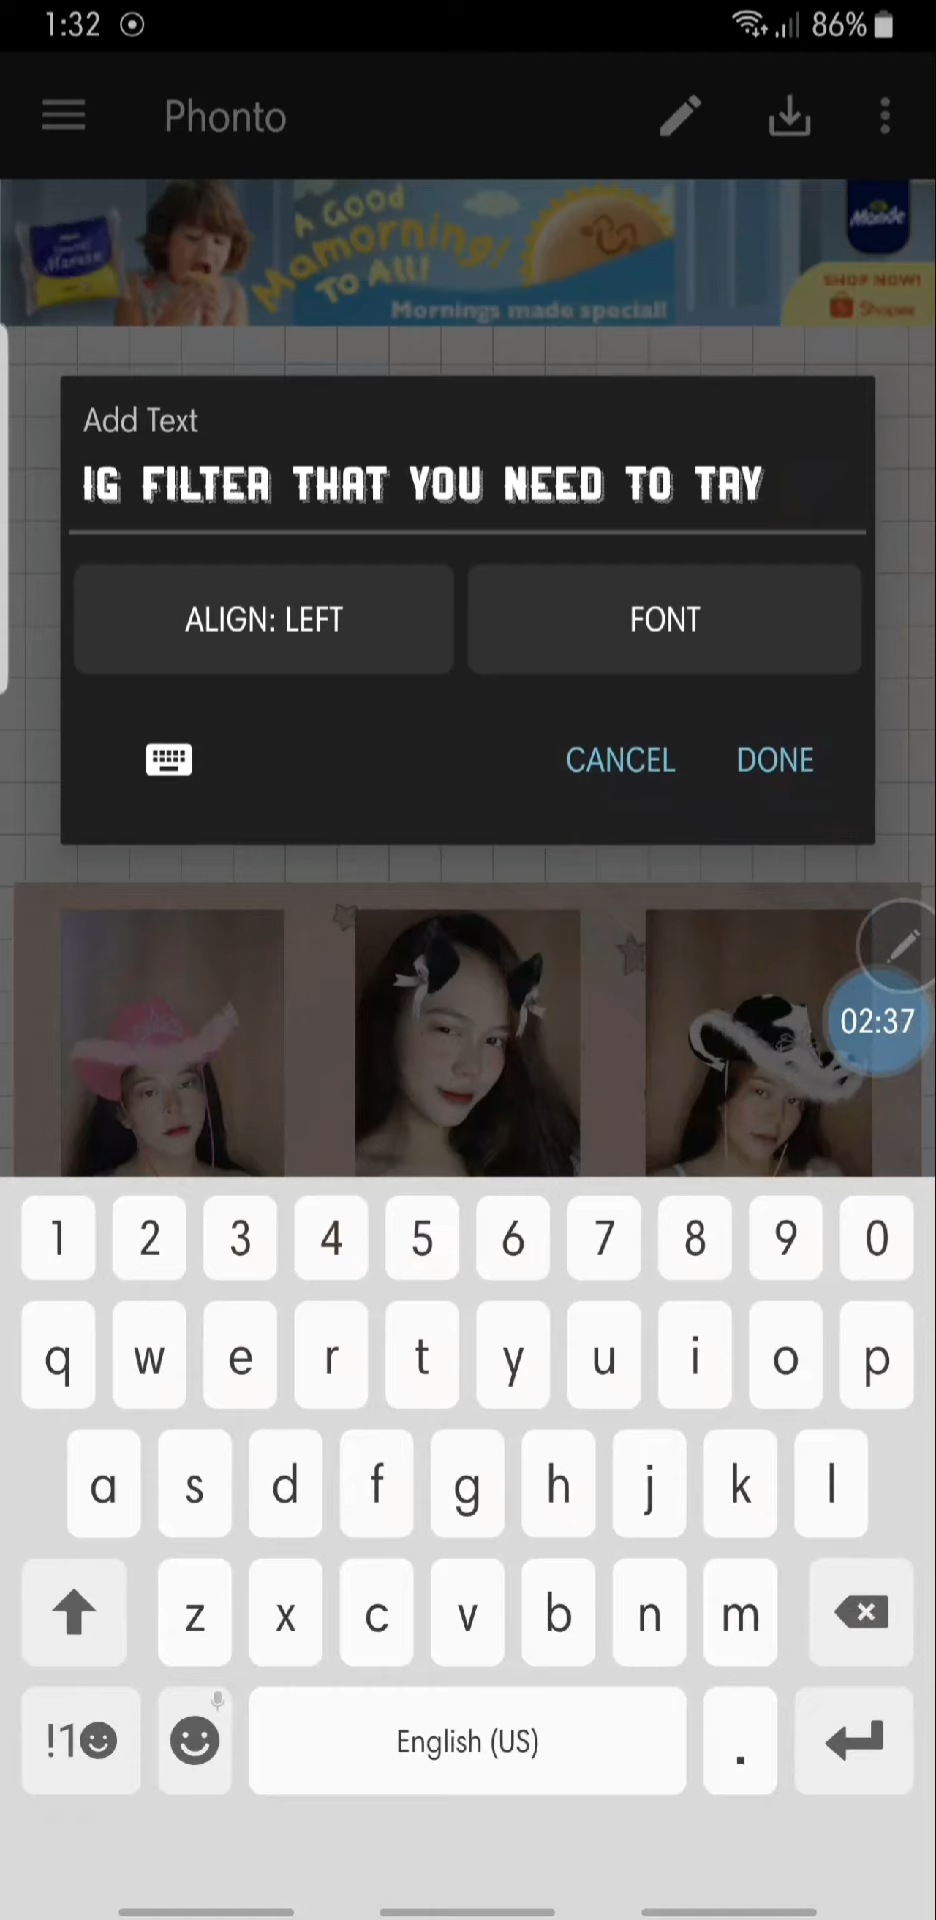 1:32 86%
Phonto
A Good
Mamorning!
To All!
Mornings made special!
Monde
SHOP NOW!
Shopee
Add Text
IG FILTER THAT YOU NEED TO TRY
ALIGN: LEFT FONT
CANCEL DONE
02:37
1 2 3 4 5 6 7 8 9 0
q w e r t y u i o p
a s d f g h j k l
z x c v b n m
!1 English (US) .